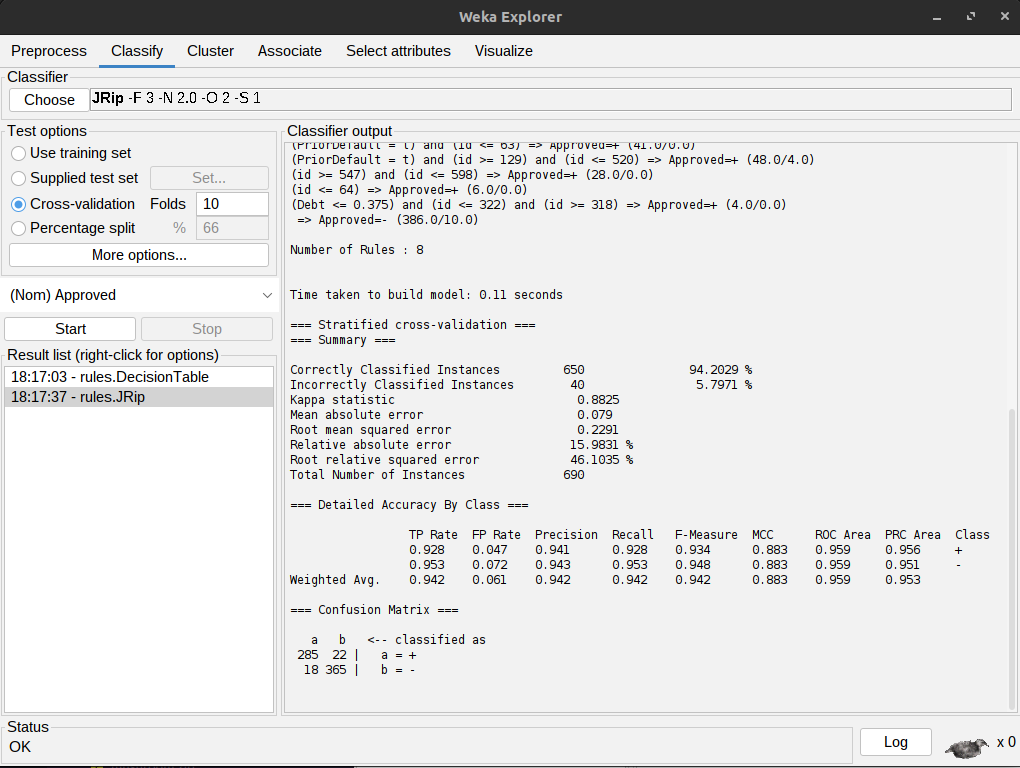 Weka Explorer
Preprocess Classify Cluster Associate Select attributes Visualize
Classifier
Choose JRip -F 3 -N 2.0 -O 2 -S 1
Test options
Use training set
Supplied test set Set...
Cross-validation Folds 10
Percentage split % 66
More options...
(Nom) Approved
Start Stop
Result list (right-click for options)
18:17:03 - rules.DecisionTable
18:17:37 - rules.JRip
Classifier output
(PriorDefault = t) and (id <= 63) => Approved=+ (41.0/0.0)
(PriorDefault = t) and (id >= 129) and (id <= 520) => Approved=+ (48.0/4.0)
(id >= 547) and (id <= 598) => Approved=+ (28.0/0.0)
(id <= 64) => Approved=+ (6.0/0.0)
(Debt <= 0.375) and (id <= 322) and (id >= 318) => Approved=+ (4.0/0.0)
=> Approved=- (386.0/10.0)
Number of Rules : 8
Time taken to build model: 0.11 seconds
=== Stratified cross-validation ===
=== Summary ===
Correctly Classified Instances 650 94.2029 %
Incorrectly Classified Instances 40 5.7971 %
Kappa statistic 0.8825
Mean absolute error 0.079
Root mean squared error 0.2291
Relative absolute error 15.9831 %
Root relative squared error 46.1035 %
Total Number of Instances 690
=== Detailed Accuracy By Class ===
TP Rate FP Rate Precision Recall F-Measure MCC ROC Area PRC Area Class
0.928 0.047 0.941 0.928 0.934 0.883 0.959 0.956 +
0.953 0.072 0.943 0.953 0.948 0.883 0.959 0.951 -
Weighted Avg. 0.942 0.061 0.942 0.942 0.942 0.883 0.959 0.953
=== Confusion Matrix ===
a b <-- classified as
285 22 | a = +
18 365 | b = -
Status
OK
Log x 0